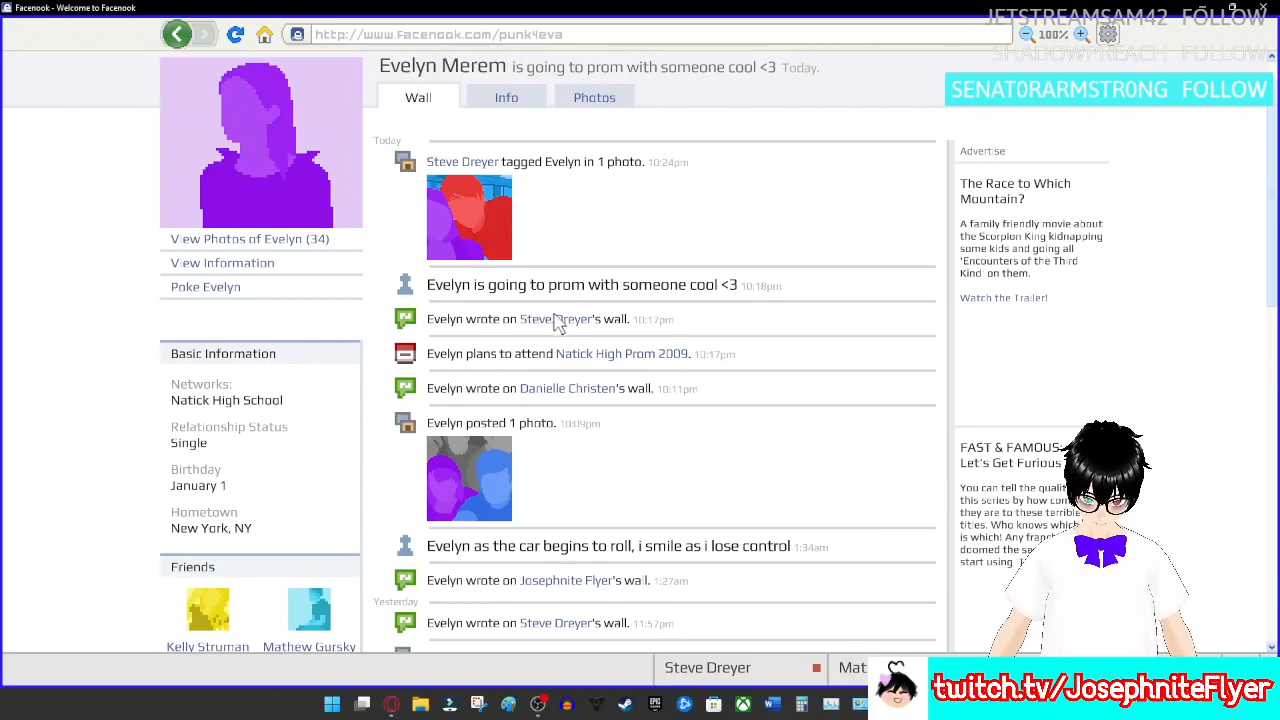 Facenook - Welcome to Facenook
JETSTREAMSAM42 FOLLOW
http://www.facenook.com/punk4eva
100%
SHADOWPREACH FOLLOW
Evelyn Merem is going to prom with someone cool <3 Today.
SENAT0RARMSTR0NG FOLLOW
Wall
Info
Photos
Today
Steve Dreyer tagged Evelyn in 1 photo. 10:24pm
View Photos of Evelyn (34)
View Information
Poke Evelyn
Evelyn is going to prom with someone cool <3 10:18pm
Evelyn wrote on Steve Dreyer's wall. 10:17pm
Evelyn plans to attend Natick High Prom 2009. 10:17pm
Evelyn wrote on Danielle Christen's wall. 10:11pm
Evelyn posted 1 photo. 10:09pm
Evelyn as the car begins to roll, i smile as i lose control 1:34am
Evelyn wrote on Josephnite Flyer's wall. 1:27am
Yesterday
Evelyn wrote on Steve Dreyer's wall. 11:57pm
Basic Information
Networks:
Natick High School
Relationship Status
Single
Birthday
January 1
Hometown
New York, NY
Friends
Kelly Struman
Mathew Gursky
Advertise
The Race to Which
Mountain?
A family friendly movie about
the Scorpion King kidnapping
some kids and going all
'Encounters of the Third
Kind' on them.
Watch the Trailer!
FAST & FAMOUS:
Let's Get Furious
You can tell the qualit
this series by how com
they are to these terrible
titles. Who knows which
is which! Any franc
doomed the se
start using
Steve Dreyer
Mat
twitch.tv/JosephniteFlyer